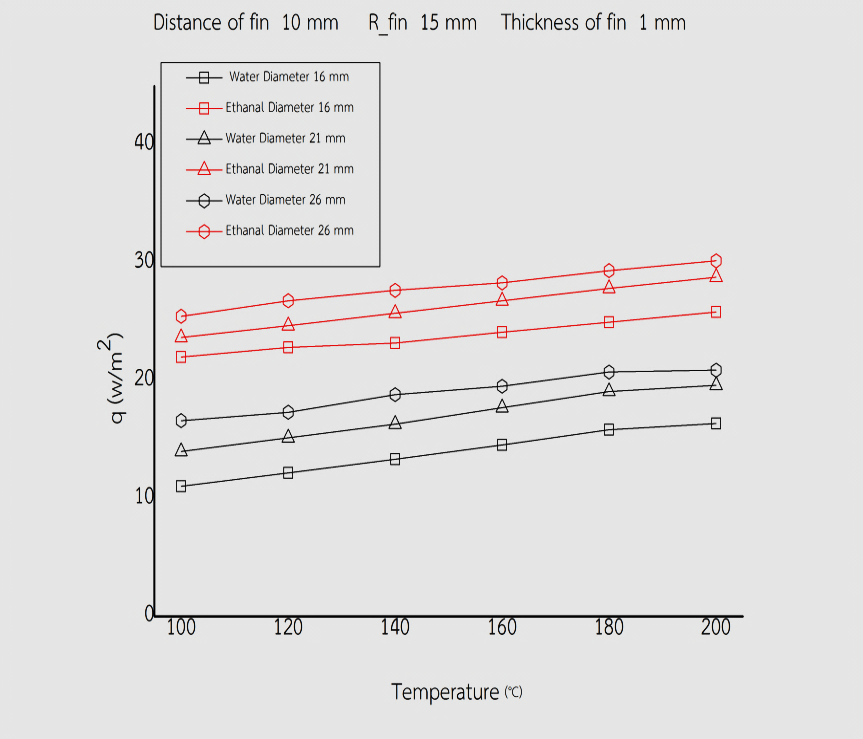 Distance of fin 10 mm R_fin 15 mm Thickness of fin 1 mm
Water Diameter 16 mm
Ethanal Diameter 16 mm
Water Diameter 21 mm
Ethanal Diameter 21 mm
Water Diameter 26 mm
Ethanal Diameter 26 mm
40
30
20
10
0
q (w/m²)
100 120 140 160 180 200
Temperature (°C)